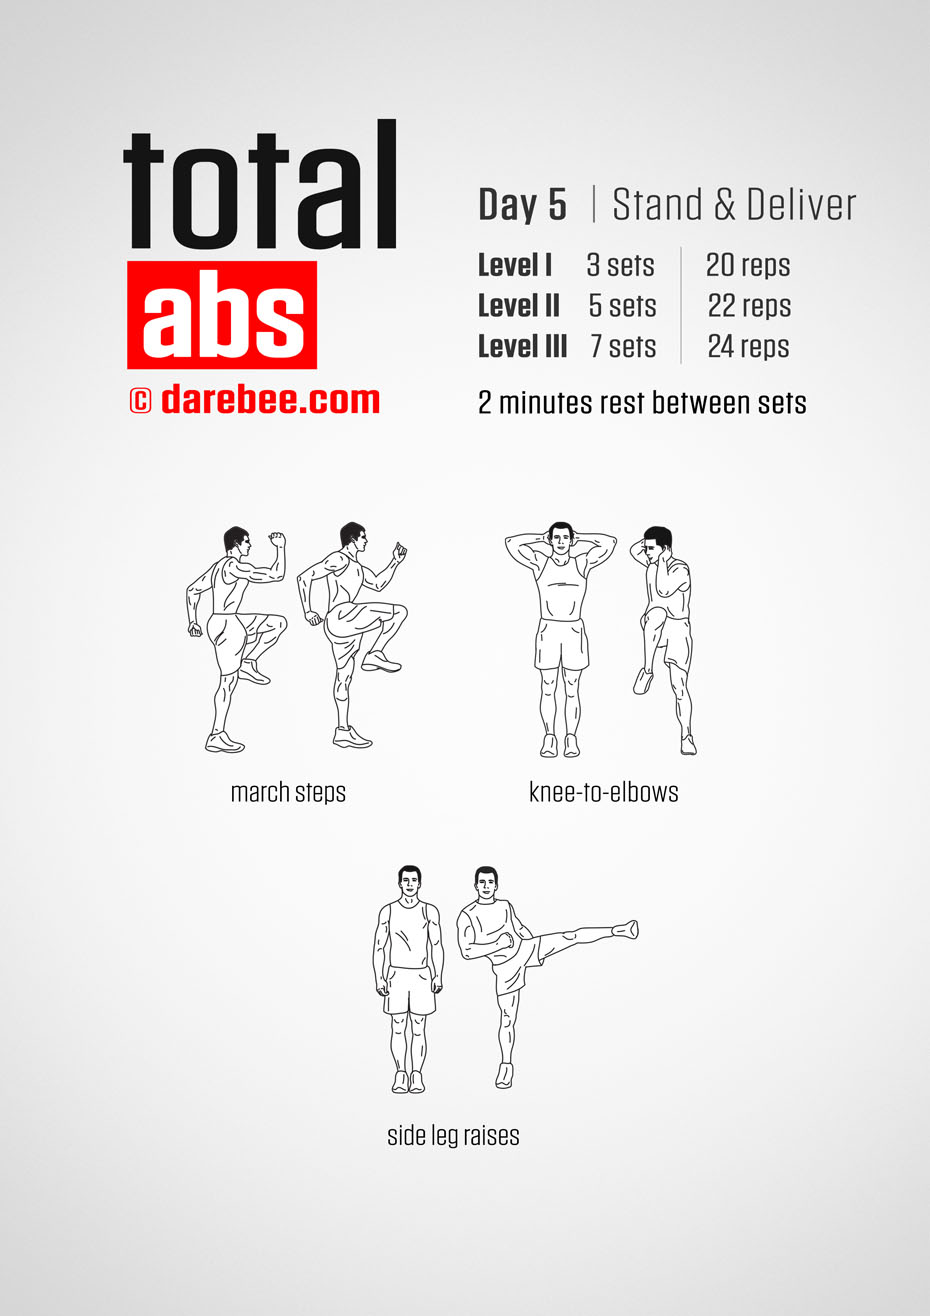 total
abs
© darebee.com
Day 5 | Stand & Deliver
Level I 3 sets 20 reps
Level II 5 sets 22 reps
Level III 7 sets 24 reps
2 minutes rest between sets
march steps
knee-to-elbows
side leg raises